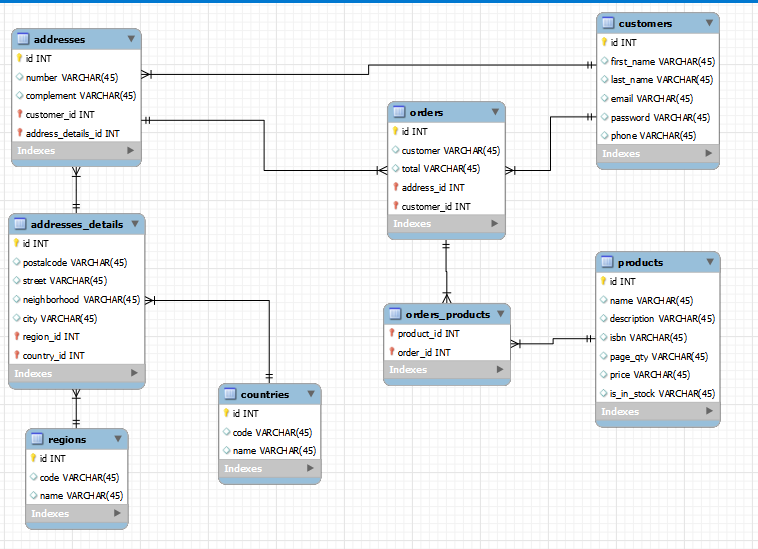 addresses
id INT
number VARCHAR(45)
complement VARCHAR(45)
customer_id INT
address_details_id INT
Indexes
customers
id INT
first_name VARCHAR(45)
last_name VARCHAR(45)
email VARCHAR(45)
password VARCHAR(45)
phone VARCHAR(45)
Indexes
orders
id INT
customer VARCHAR(45)
total VARCHAR(45)
address_id INT
customer_id INT
Indexes
addresses_details
id INT
postalcode VARCHAR(45)
street VARCHAR(45)
neighborhood VARCHAR(45)
city VARCHAR(45)
region_id INT
country_id INT
Indexes
products
id INT
name VARCHAR(45)
description VARCHAR(45)
isbn VARCHAR(45)
page_qty VARCHAR(45)
price VARCHAR(45)
is_in_stock VARCHAR(45)
Indexes
orders_products
product_id INT
order_id INT
Indexes
countries
id INT
code VARCHAR(45)
name VARCHAR(45)
Indexes
regions
id INT
code VARCHAR(45)
name VARCHAR(45)
Indexes